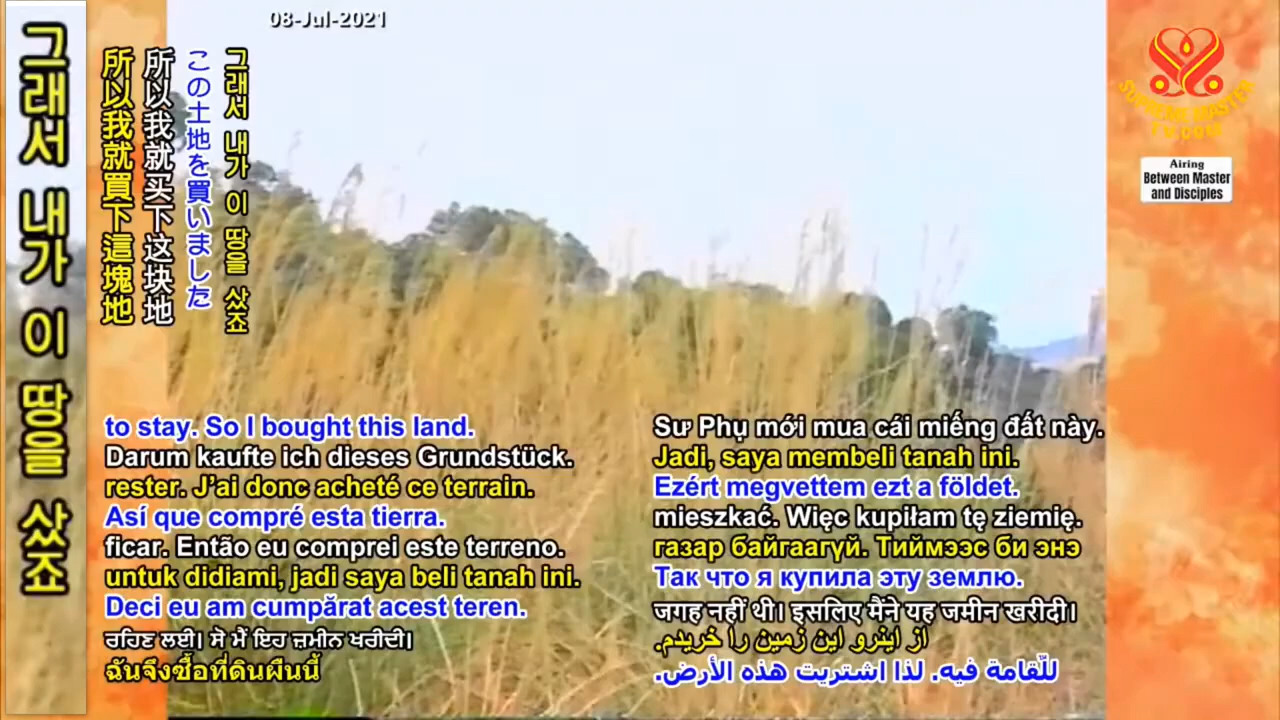 08-Jul-2021
그래서 내가 이 땅을 샀죠
所以我就買下這塊地
所以我就买下这块地
この土地を買いました
그래서 내가 이 땅을 샀죠
SUPREME MASTER
TV.COM
Airing
Between Master
and Disciples
to stay. So I bought this land.
Darum kaufte ich dieses Grundstück.
rester. J’ai donc acheté ce terrain.
Así que compré esta tierra.
ficar. Então eu comprei este terreno.
untuk didiami, jadi saya beli tanah ini.
Deci eu am cumpărat acest teren.
ਰਹਿਣ ਲਈ। ਸੋ ਮੈਂ ਇਹ ਜ਼ਮੀਨ ਖਰੀਦੀ।
ฉันจึงซื้อที่ดินผืนนี้
Sư Phụ mới mua cái miếng đất này.
Jadi, saya membeli tanah ini.
Ezért megvettem ezt a földet.
mieszkać. Więc kupiłam tę ziemię.
газар байгаагүй. Тиймээс би энэ
Так что я купила эту землю.
जगह नहीं थी। इसलिए मैंने यह जमीन खरीदी।
از اینرو این زمین را خریدم.
للّقامة فيه. لذا اشتريت هذه الأرض.